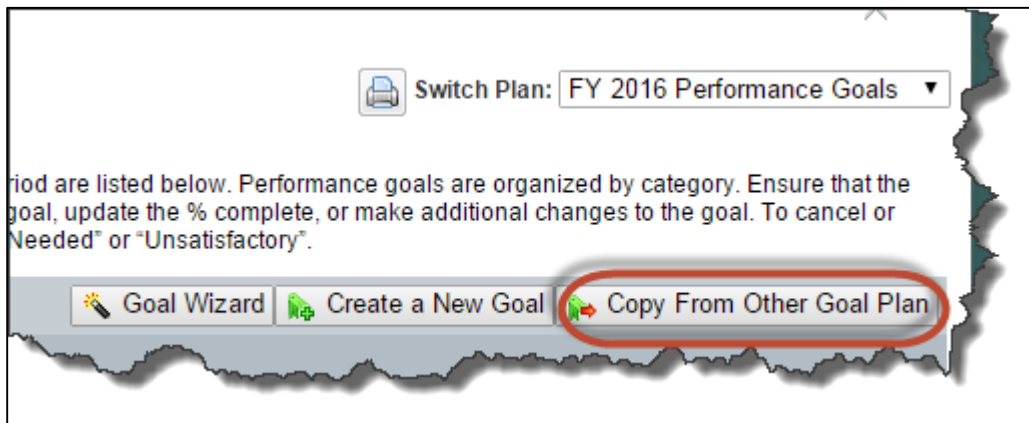 Switch Plan: FY 2016 Performance Goals
riod are listed below. Performance goals are organized by category. Ensure that the
goal, update the % complete, or make additional changes to the goal. To cancel or
Needed” or “Unsatisfactory”.
Goal Wizard Create a New Goal Copy From Other Goal Plan